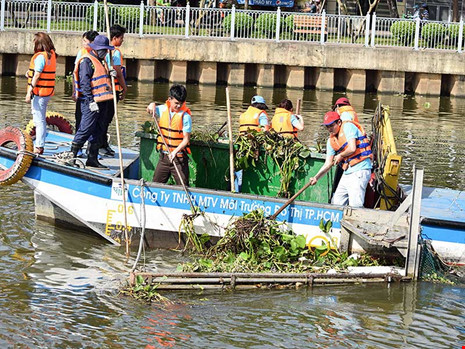 Công Ty TNHH MTV Môi Trường Đô Thị TP.HCM